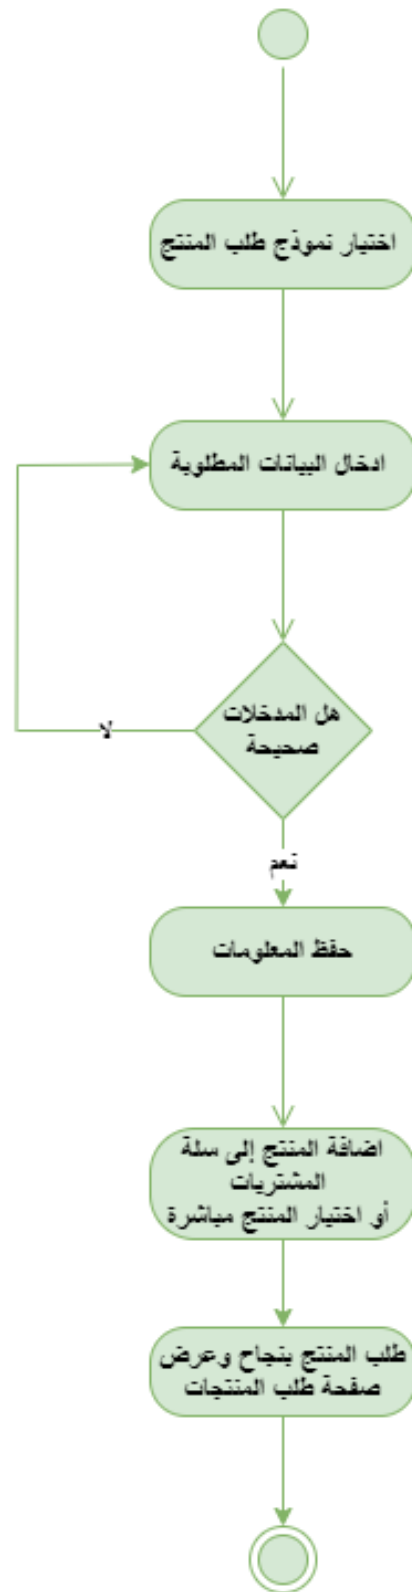 اختيار نموذج طلب المنتج
ادخال البيانات المطلوبة
هل المدخلات
صحيحة
لا
نعم
حفظ المعلومات
اضافة المنتج إلى سلة
المشتريات
أو اختيار المنتج مباشرة
طلب المنتج بنجاح وعرض
صفحة طلب المنتجات